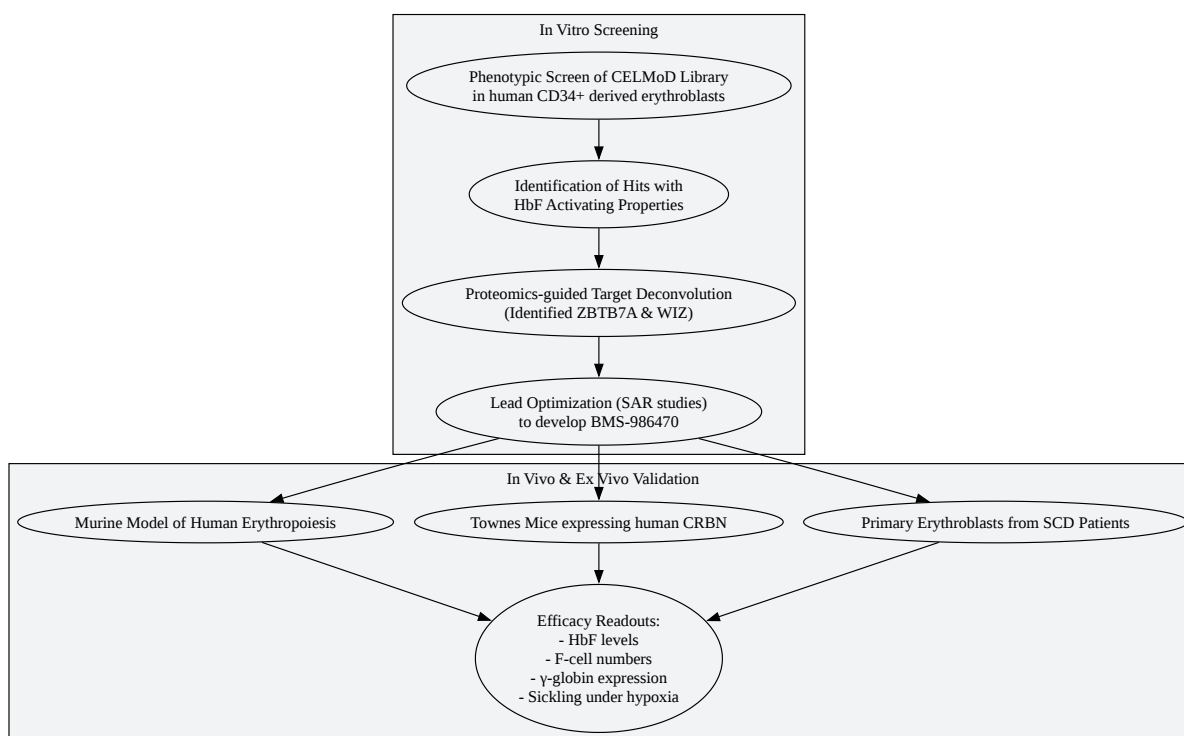 In Vitro Screening
Phenotypic Screen of CELMoD Library
in human CD34+ derived erythroblasts
Identification of Hits with
HbF Activating Properties
Proteomics-guided Target Deconvolution
(Identified ZBTB7A & WIZ)
Lead Optimization (SAR studies)
to develop BMS-986470
In Vivo & Ex Vivo Validation
Murine Model of Human Erythropoiesis
Townes Mice expressing human CRBN
Primary Erythroblasts from SCD Patients
Efficacy Readouts:
- HbF levels
- F-cell numbers
- γ-globin expression
- Sickling under hypoxia